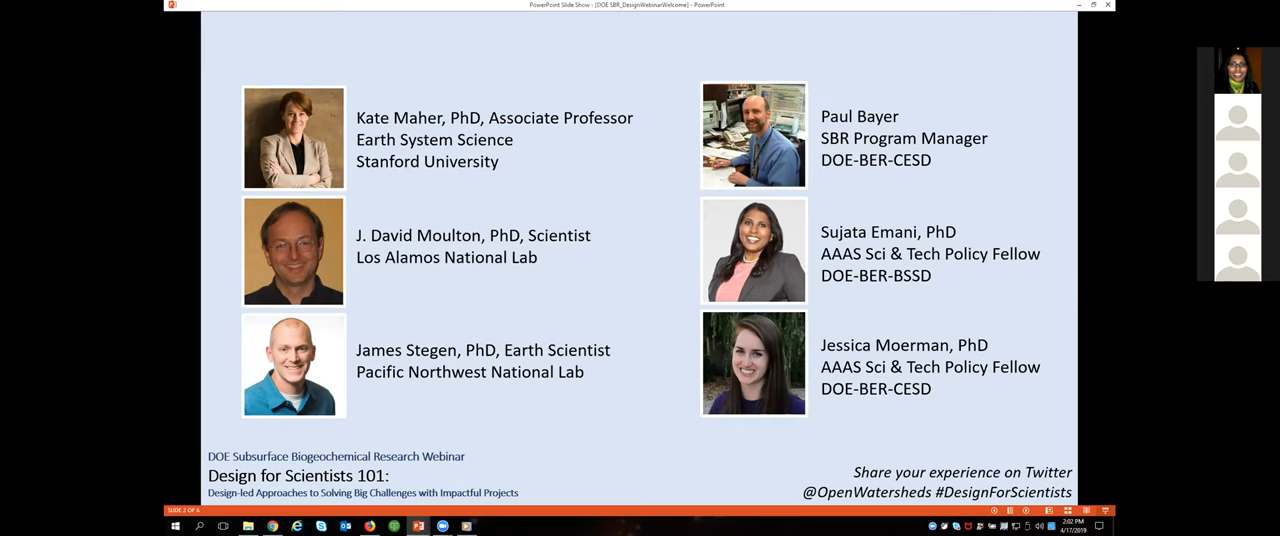 PowerPoint Slide Show - [DOE SBR_DesignWebinarWelcome] - PowerPoint
Kate Maher, PhD, Associate Professor
Earth System Science
Stanford University
J. David Moulton, PhD, Scientist
Los Alamos National Lab
James Stegen, PhD, Earth Scientist
Pacific Northwest National Lab
Paul Bayer
SBR Program Manager
DOE-BER-CESD
Sujata Emani, PhD
AAAS Sci & Tech Policy Fellow
DOE-BER-BSSD
Jessica Moerman, PhD
AAAS Sci & Tech Policy Fellow
DOE-BER-CESD
DOE Subsurface Biogeochemical Research Webinar
Design for Scientists 101:
Design-led Approaches to Solving Big Challenges with Impactful Projects
Share your experience on Twitter
@OpenWatersheds #DesignForScientists
SLIDE 2 OF 6
2:02 PM
4/17/2019